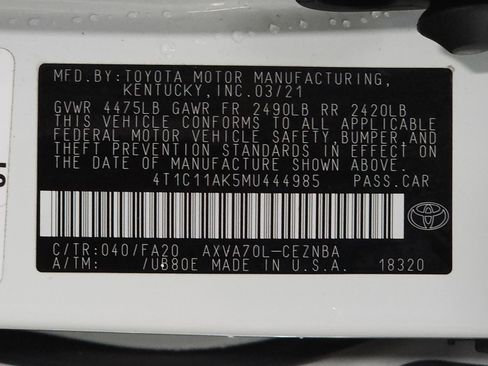 MFD.BY:TOYOTA MOTOR MANUFACTURING,
KENTUCKY,INC.03/21
GVWR 4475LB GAWR FR 2490LB RR 2420LB
THIS VEHICLE CONFORMS TO ALL APPLICABLE
FEDERAL MOTOR VEHICLE SAFETY,BUMPER,AND
THEFT PREVENTION STANDARDS IN EFFECT ON
THE DATE OF MANUFACTURE SHOWN ABOVE.
4T1C11AK5MU444985 PASS.CAR
C/TR:040/FA20 AXVA70L-CEZNBA
A/TM: /UB80E MADE IN U.S.A. 18320